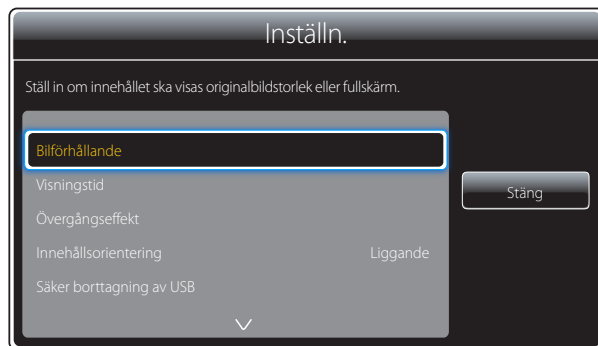 Inställn.
Ställ in om innehållet ska visas originalbildstorlek eller fullskärm.
Bilförhållande
Visningstid
Stäng
Övergångseffekt
Innehållsorientering Liggande
Säker borttagning av USB